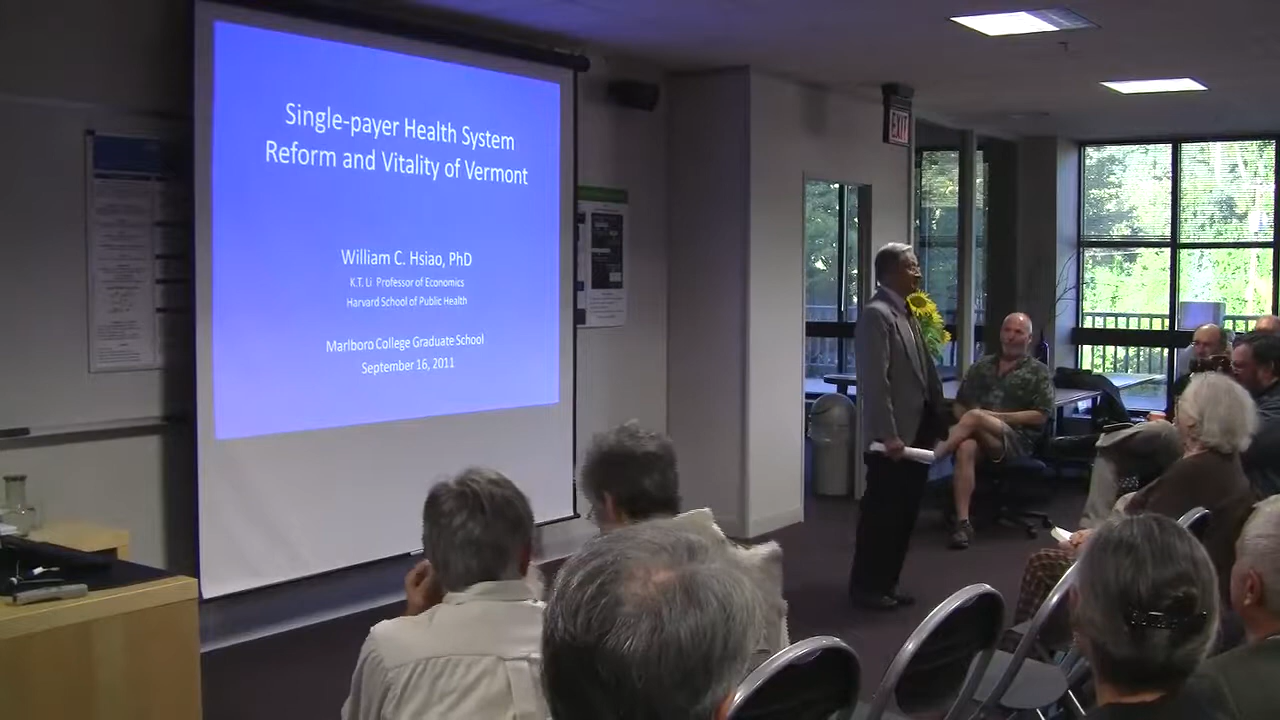 Single-payer Health System
Reform and Vitality of Vermont
William C. Hsiao, PhD
K.T. Li Professor of Economics
Harvard School of Public Health
Marlboro College Graduate School
September 16, 2011
EXIT